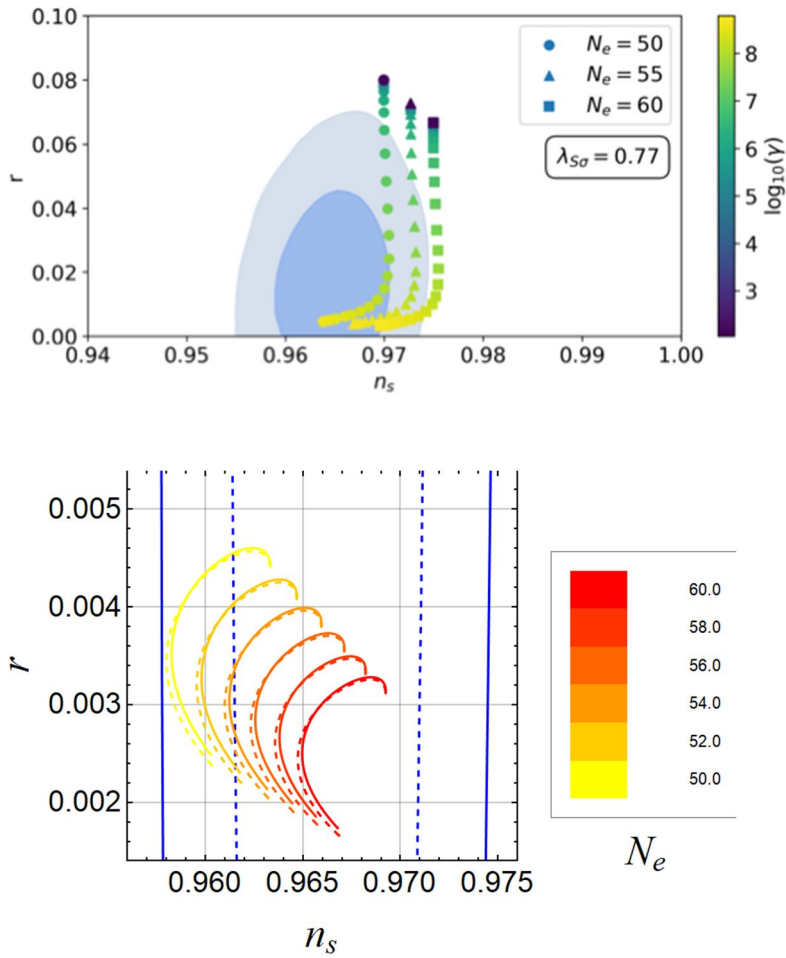 0.10
0.08
0.06
0.04
0.02
0.00
r
0.94 0.95 0.96 0.97 0.98 0.99 1.00
n_s
N_e = 50
N_e = 55
N_e = 60
λ_{Sσ} = 0.77
8
7
6
5
4
3
log₁₀(γ)
0.005
0.004
0.003
0.002
r
0.960 0.965 0.970 0.975
n_s
60.0
58.0
56.0
54.0
52.0
50.0
N_e